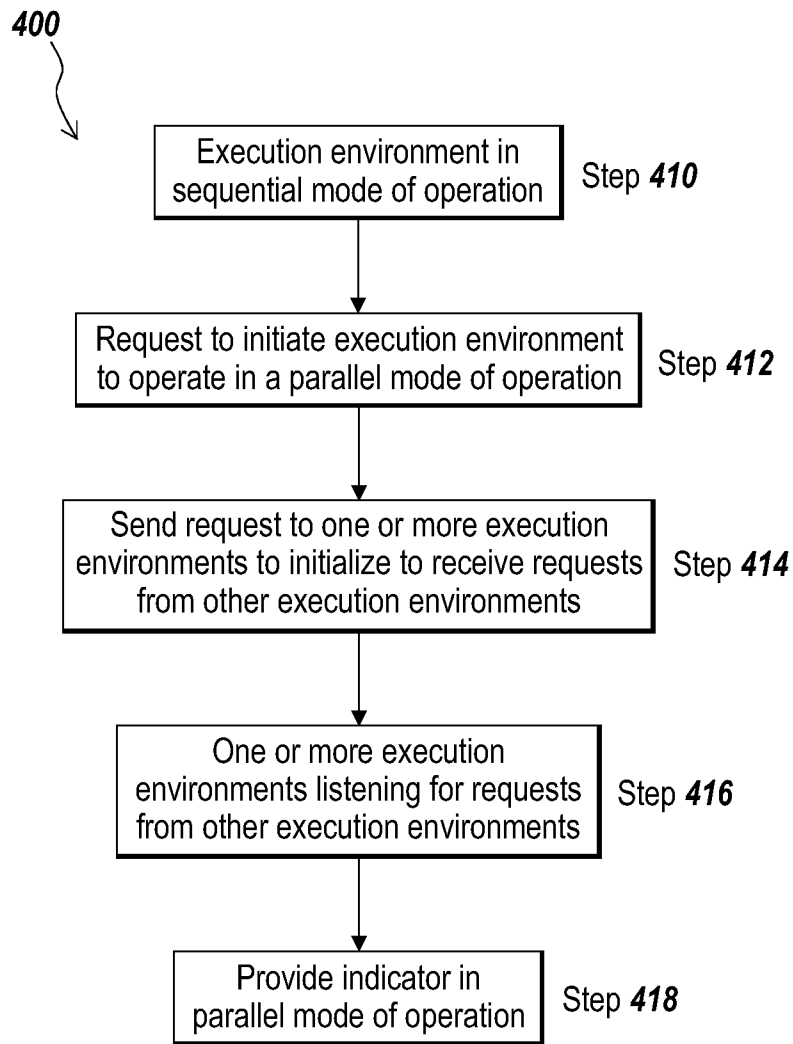 400
Execution environment in
sequential mode of operation
Step 410
Request to initiate execution environment
to operate in a parallel mode of operation
Step 412
Send request to one or more execution
environments to initialize to receive requests
from other execution environments
Step 414
One or more execution
environments listening for requests
from other execution environments
Step 416
Provide indicator in
parallel mode of operation
Step 418